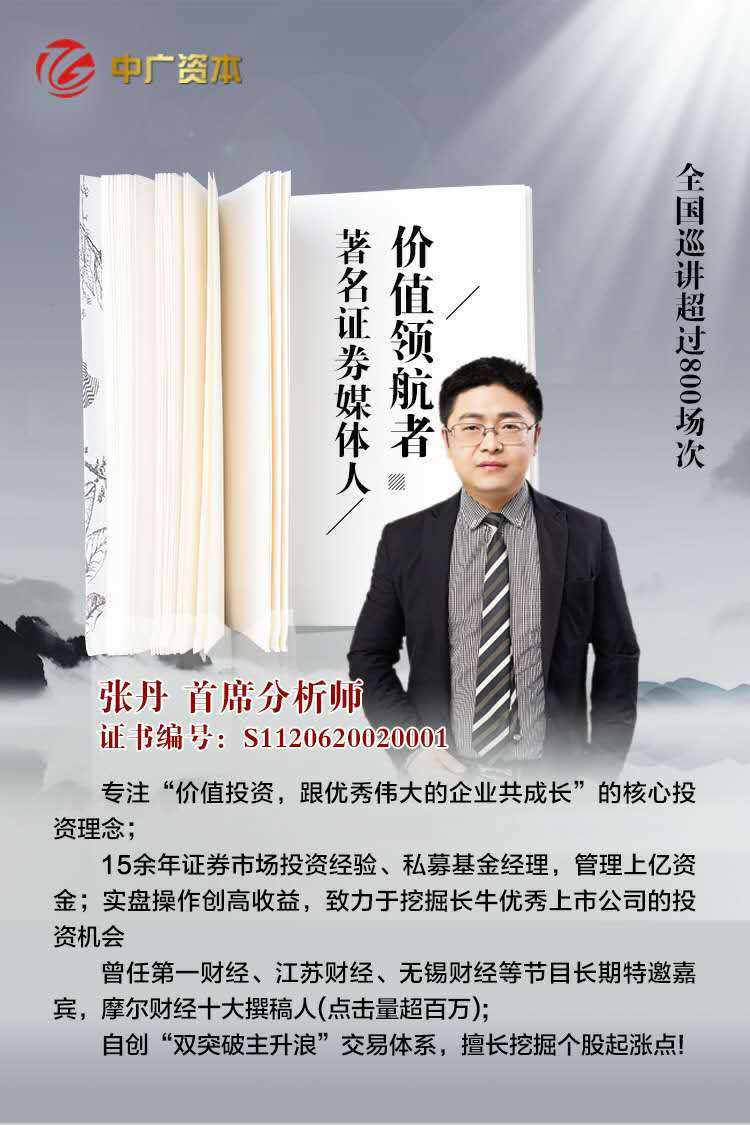 中广资本
全国巡讲超过800场次
价值领航者
著名证券媒体人
张丹 首席分析师
证书编号：S1120620020001
专注“价值投资，跟优秀伟大的企业共成长”的核心投
资理念；
15余年证券市场投资经验、私募基金经理，管理上亿资
金；实盘操作创高收益，致力于挖掘长牛优秀上市公司的投
资机会
曾任第一财经、江苏财经、无锡财经等节目长期特邀嘉
宾，摩尔财经十大撰稿人(点击量超百万)；
自创“双突破主升浪”交易体系，擅长挖掘个股起涨点!